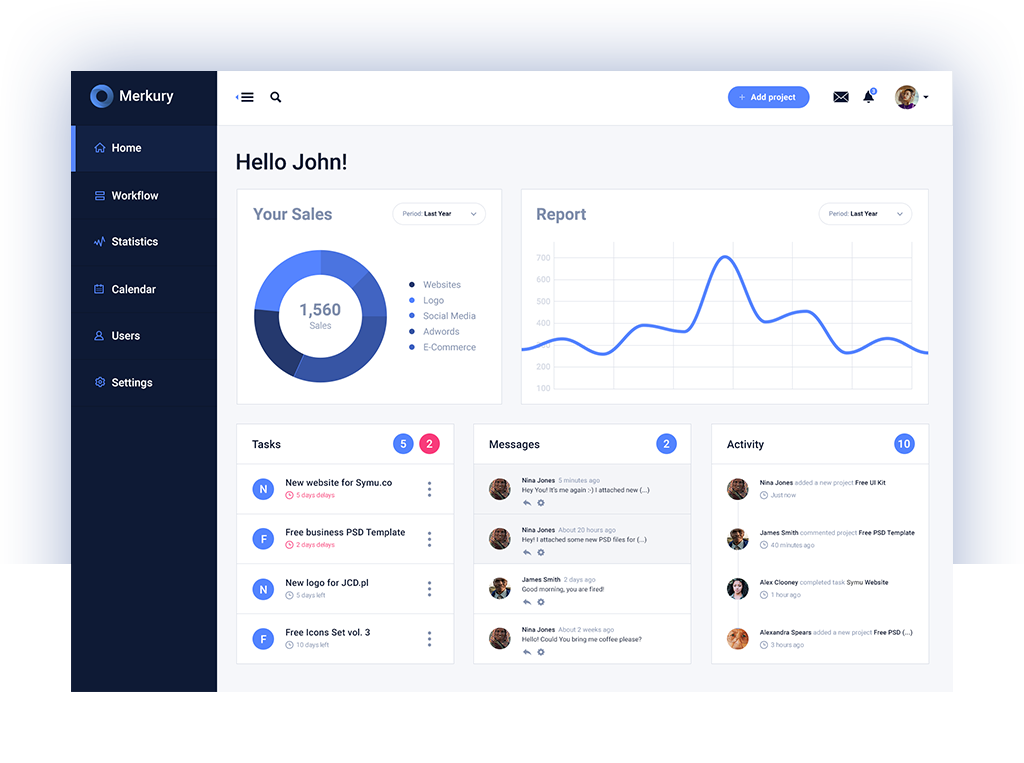 Merkury
Add project
3
Home
Workflow
Statistics
Calendar
Users
Settings
Hello John!
Your Sales
Period: Last Year
1,560
Sales
Websites
Logo
Social Media
Adwords
E-Commerce
Report
Period: Last Year
700
600
500
400
300
200
100
Tasks
5
2
N
New website for Symu.co
5 days delays
F
Free business PSD Template
2 days delays
N
New logo for JCD.pl
5 days left
F
Free Icons Set vol. 3
10 days left
Messages
2
Nina Jones 5 minutes ago
Hey You! It's me again :-) I attached new (...)
Nina Jones About 20 hours ago
Hey! I attached some new PSD files for (...)
James Smith 2 days ago
Good morning, you are fired!
Nina Jones About 2 weeks ago
Hello! Could You bring me coffee please?
Activity
10
Nina Jones added a new project Free UI Kit
Just now
James Smith commented project Free PSD Template
40 minutes ago
Alex Clooney completed task Symu Website
1 hour ago
Alexandra Spears added a new project Free PSD (...)
3 hours ago